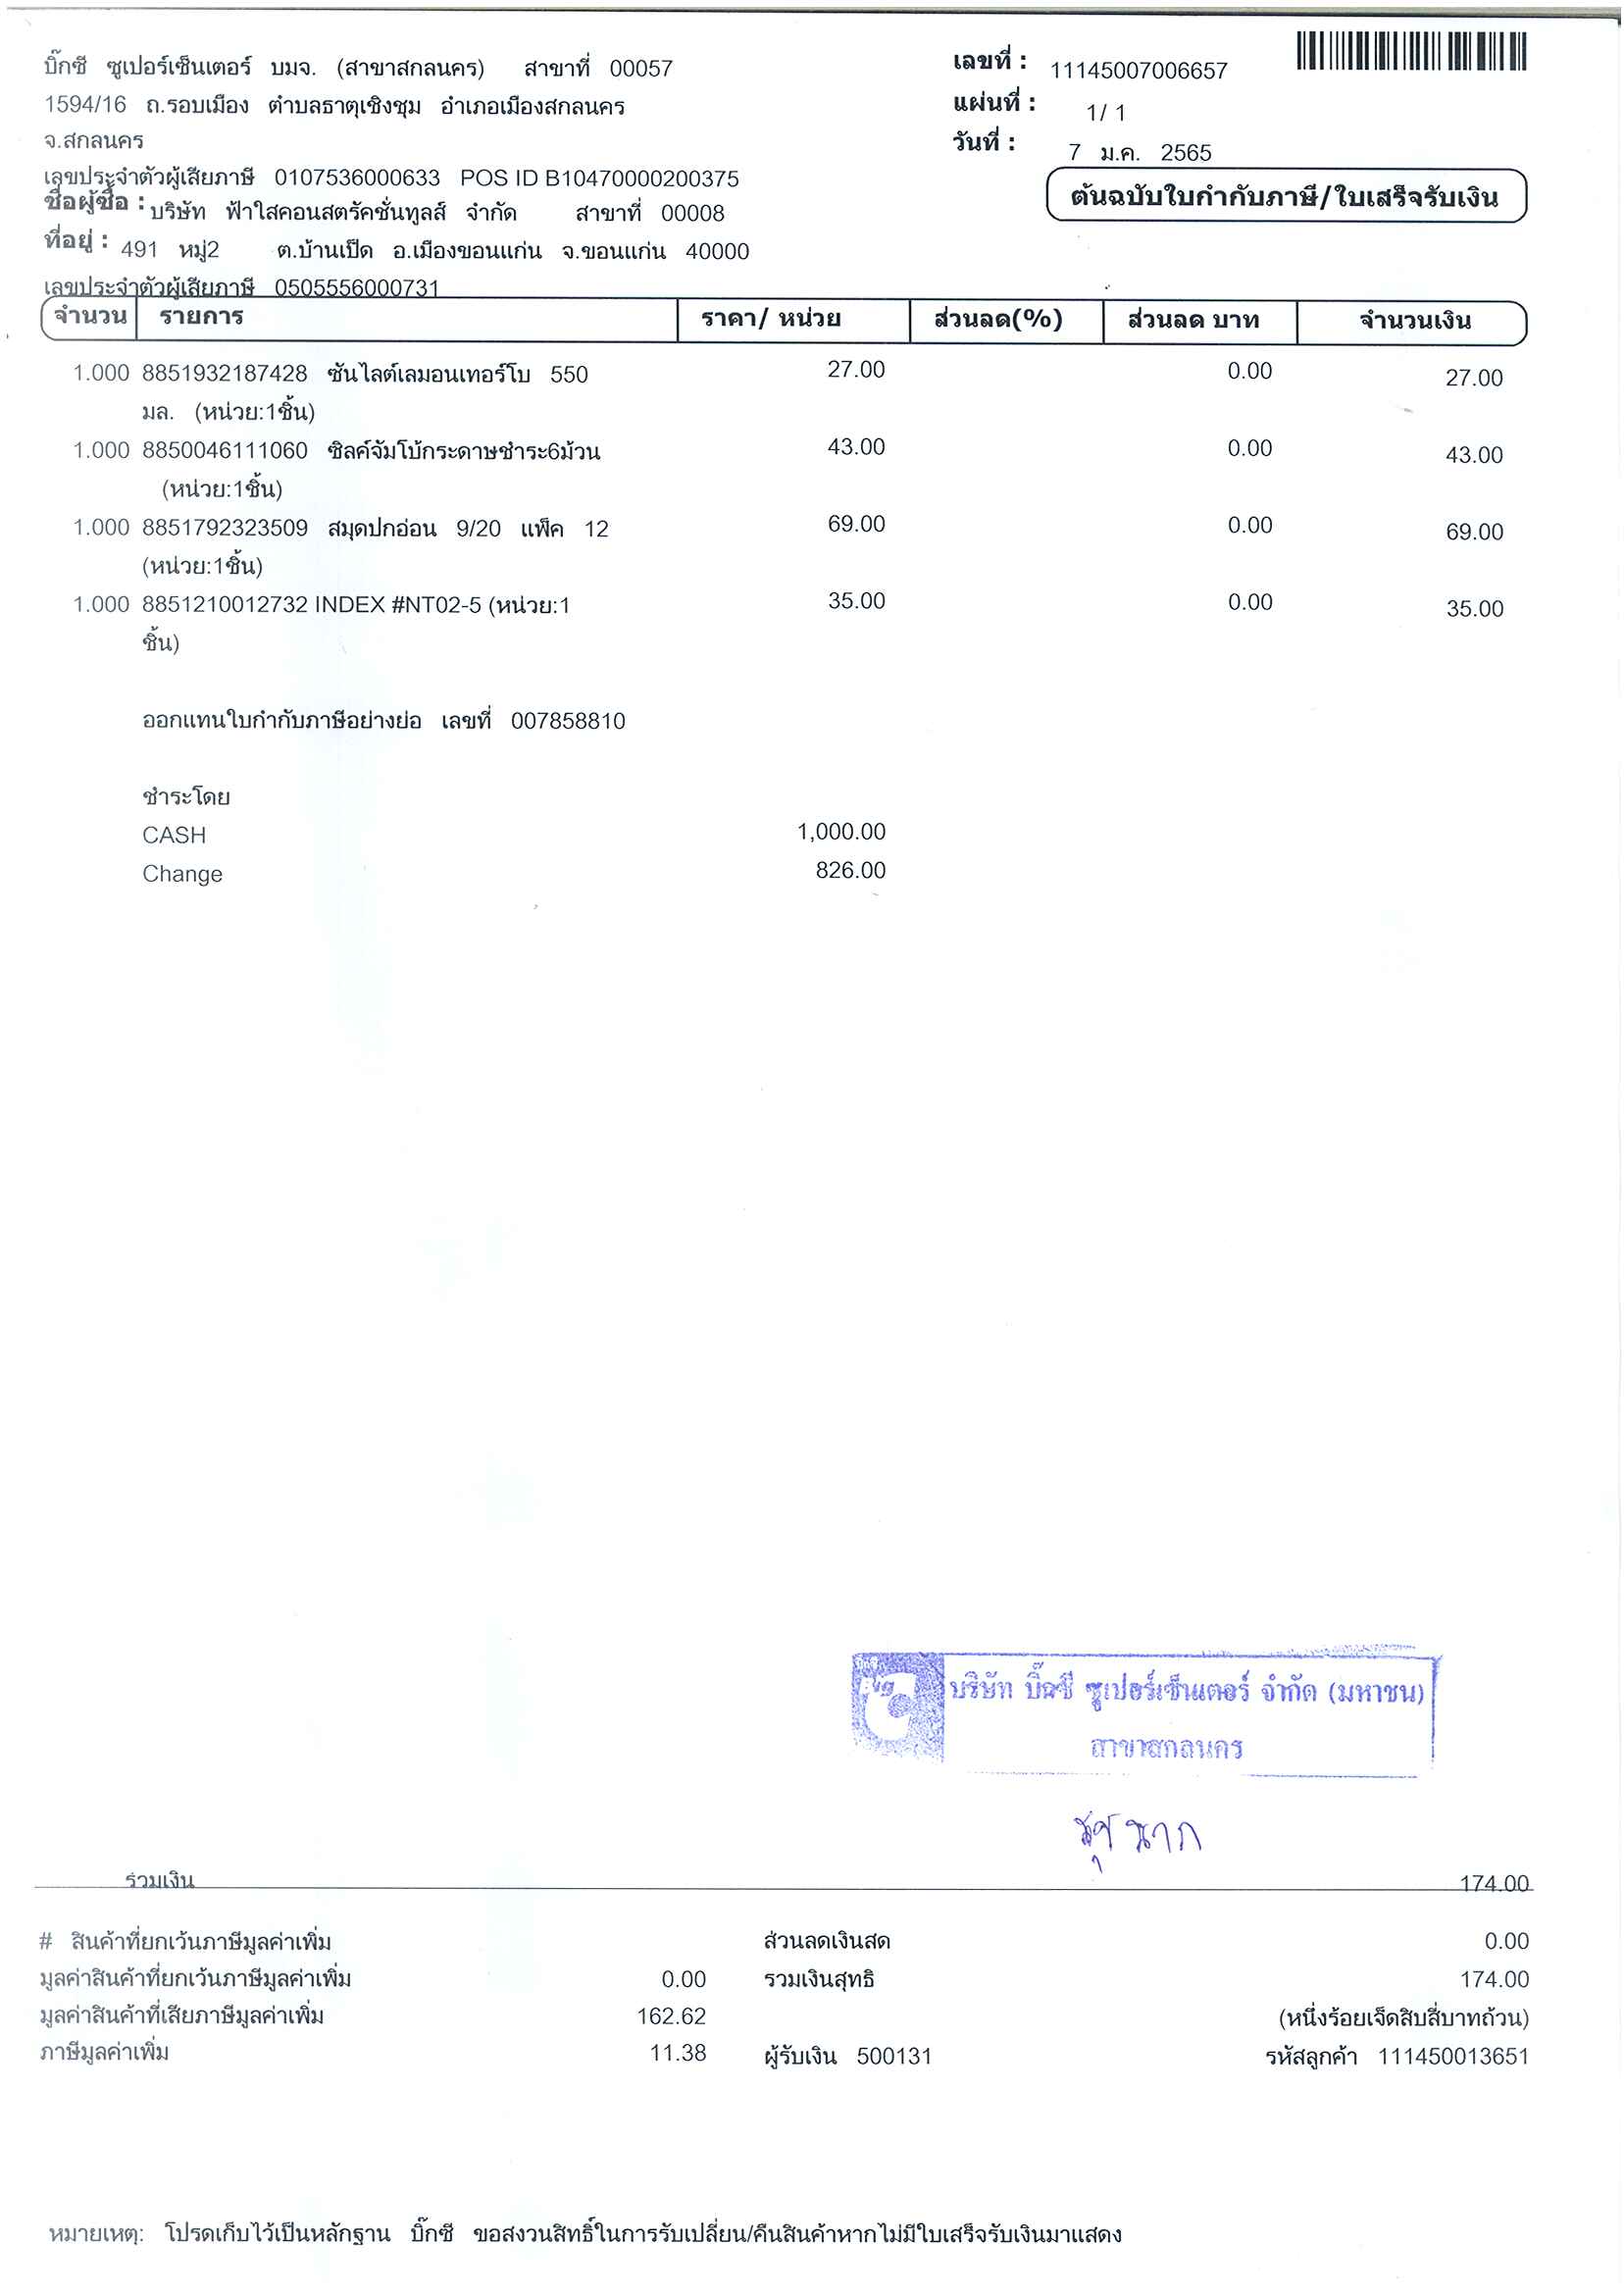 บิ๊กซี ซูเปอร์เซ็นเตอร์ บมจ. (สาขาสกลนคร) สาขาที่ 00057
1594/16 ถ.รอบเมือง ตำบลธาตุเชิงชุม อำเภอเมืองสกลนคร
จ.สกลนคร
เลขประจำตัวผู้เสียภาษี 0107536000633 POS ID B10470000200375
เลขที่ : 11145007006657
แผ่นที่ : 1/ 1
วันที่ : 7 ม.ค. 2565
ต้นฉบับใบกำกับภาษี/ใบเสร็จรับเงิน
ชื่อผู้ซื้อ : บริษัท ฟ้าใสคอนสตรัคชั่นทูลส์ จำกัด สาขาที่ 00008
ที่อยู่ : 491 หมู่2 ต.บ้านเป็ด อ.เมืองขอนแก่น จ.ขอนแก่น 40000
เลขประจำตัวผู้เสียภาษี 0505556000731
จำนวน รายการ ราคา/ หน่วย ส่วนลด(%) ส่วนลด บาท จำนวนเงิน
1.000 8851932187428 ซันไลต์เลมอนเทอร์โบ 550 27.00 0.00 27.00
มล. (หน่วย:1ชิ้น)
1.000 8850046111060 ซิลค์จัมโบ้กระดาษชำระ6ม้วน 43.00 0.00 43.00
(หน่วย:1ชิ้น)
1.000 8851792323509 สมุดปกอ่อน 9/20 แพ็ค 12 69.00 0.00 69.00
(หน่วย:1ชิ้น)
1.000 8851210012732 INDEX #NT02-5 (หน่วย:1 35.00 0.00 35.00
ชิ้น)
ออกแทนใบกำกับภาษีอย่างย่อ เลขที่ 007858810
ชำระโดย
CASH 1,000.00
Change 826.00
บริษัท บิ๊กซี ซูเปอร์เซ็นเตอร์ จำกัด (มหาชน)
สาขาสกลนคร
รวมเงิน 174.00
# สินค้าที่ยกเว้นภาษีมูลค่าเพิ่ม ส่วนลดเงินสด 0.00
มูลค่าสินค้าที่ยกเว้นภาษีมูลค่าเพิ่ม 0.00 รวมเงินสุทธิ 174.00
มูลค่าสินค้าที่เสียภาษีมูลค่าเพิ่ม 162.62 (หนึ่งร้อยเจ็ดสิบสี่บาทถ้วน)
ภาษีมูลค่าเพิ่ม 11.38 ผู้รับเงิน 500131 รหัสลูกค้า 111450013651
หมายเหตุ: โปรดเก็บไว้เป็นหลักฐาน บิ๊กซี ขอสงวนสิทธิ์ในการรับเปลี่ยน/คืนสินค้าหากไม่มีใบเสร็จรับเงินมาแสดง